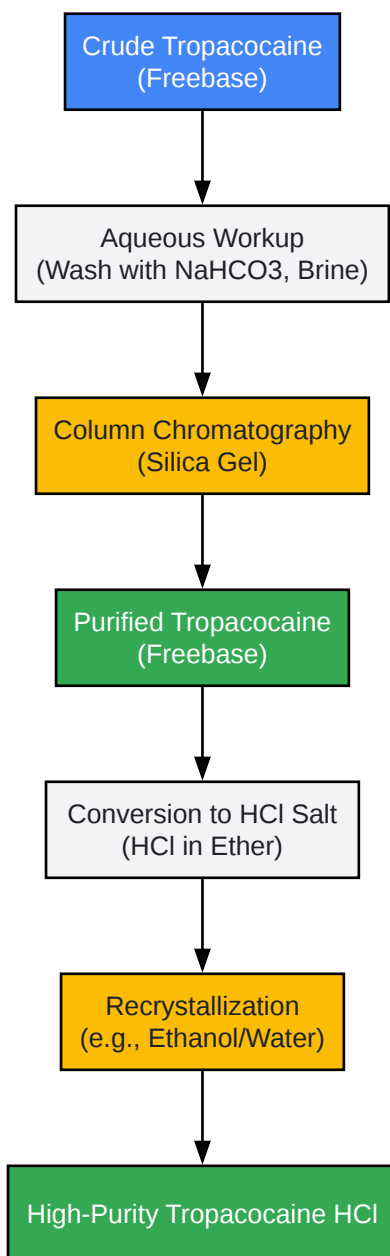 Crude Tropacocaine
(Freebase)
Aqueous Workup
(Wash with NaHCO3, Brine)
Column Chromatography
(Silica Gel)
Purified Tropacocaine
(Freebase)
Conversion to HCl Salt
(HCl in Ether)
Recrystallization
(e.g., Ethanol/Water)
High-Purity Tropacocaine HCl